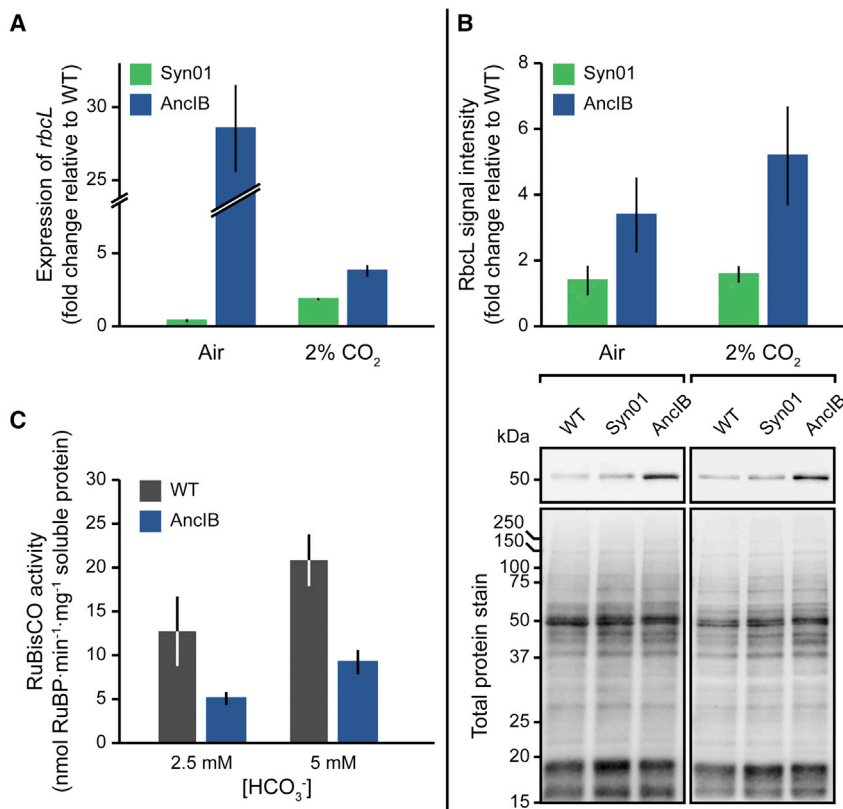 A
Expression of rbcL
(fold change relative to WT)
Syn01
AncIB
30
25
5
0
Air
2% CO2
B
RbcL signal intensity
(fold change relative to WT)
Syn01
AncIB
8
6
4
2
0
Air
2% CO2
WT
Syn01
AncIB
WT
Syn01
AncIB
kDa
50
Total protein stain
250
150
100
75
50
37
25
20
15
C
RuBisCO activity
(nmol RuBP·min-1·mg-1 soluble protein)
WT
AncIB
30
25
20
15
10
5
0
2.5 mM
5 mM
[HCO3-]